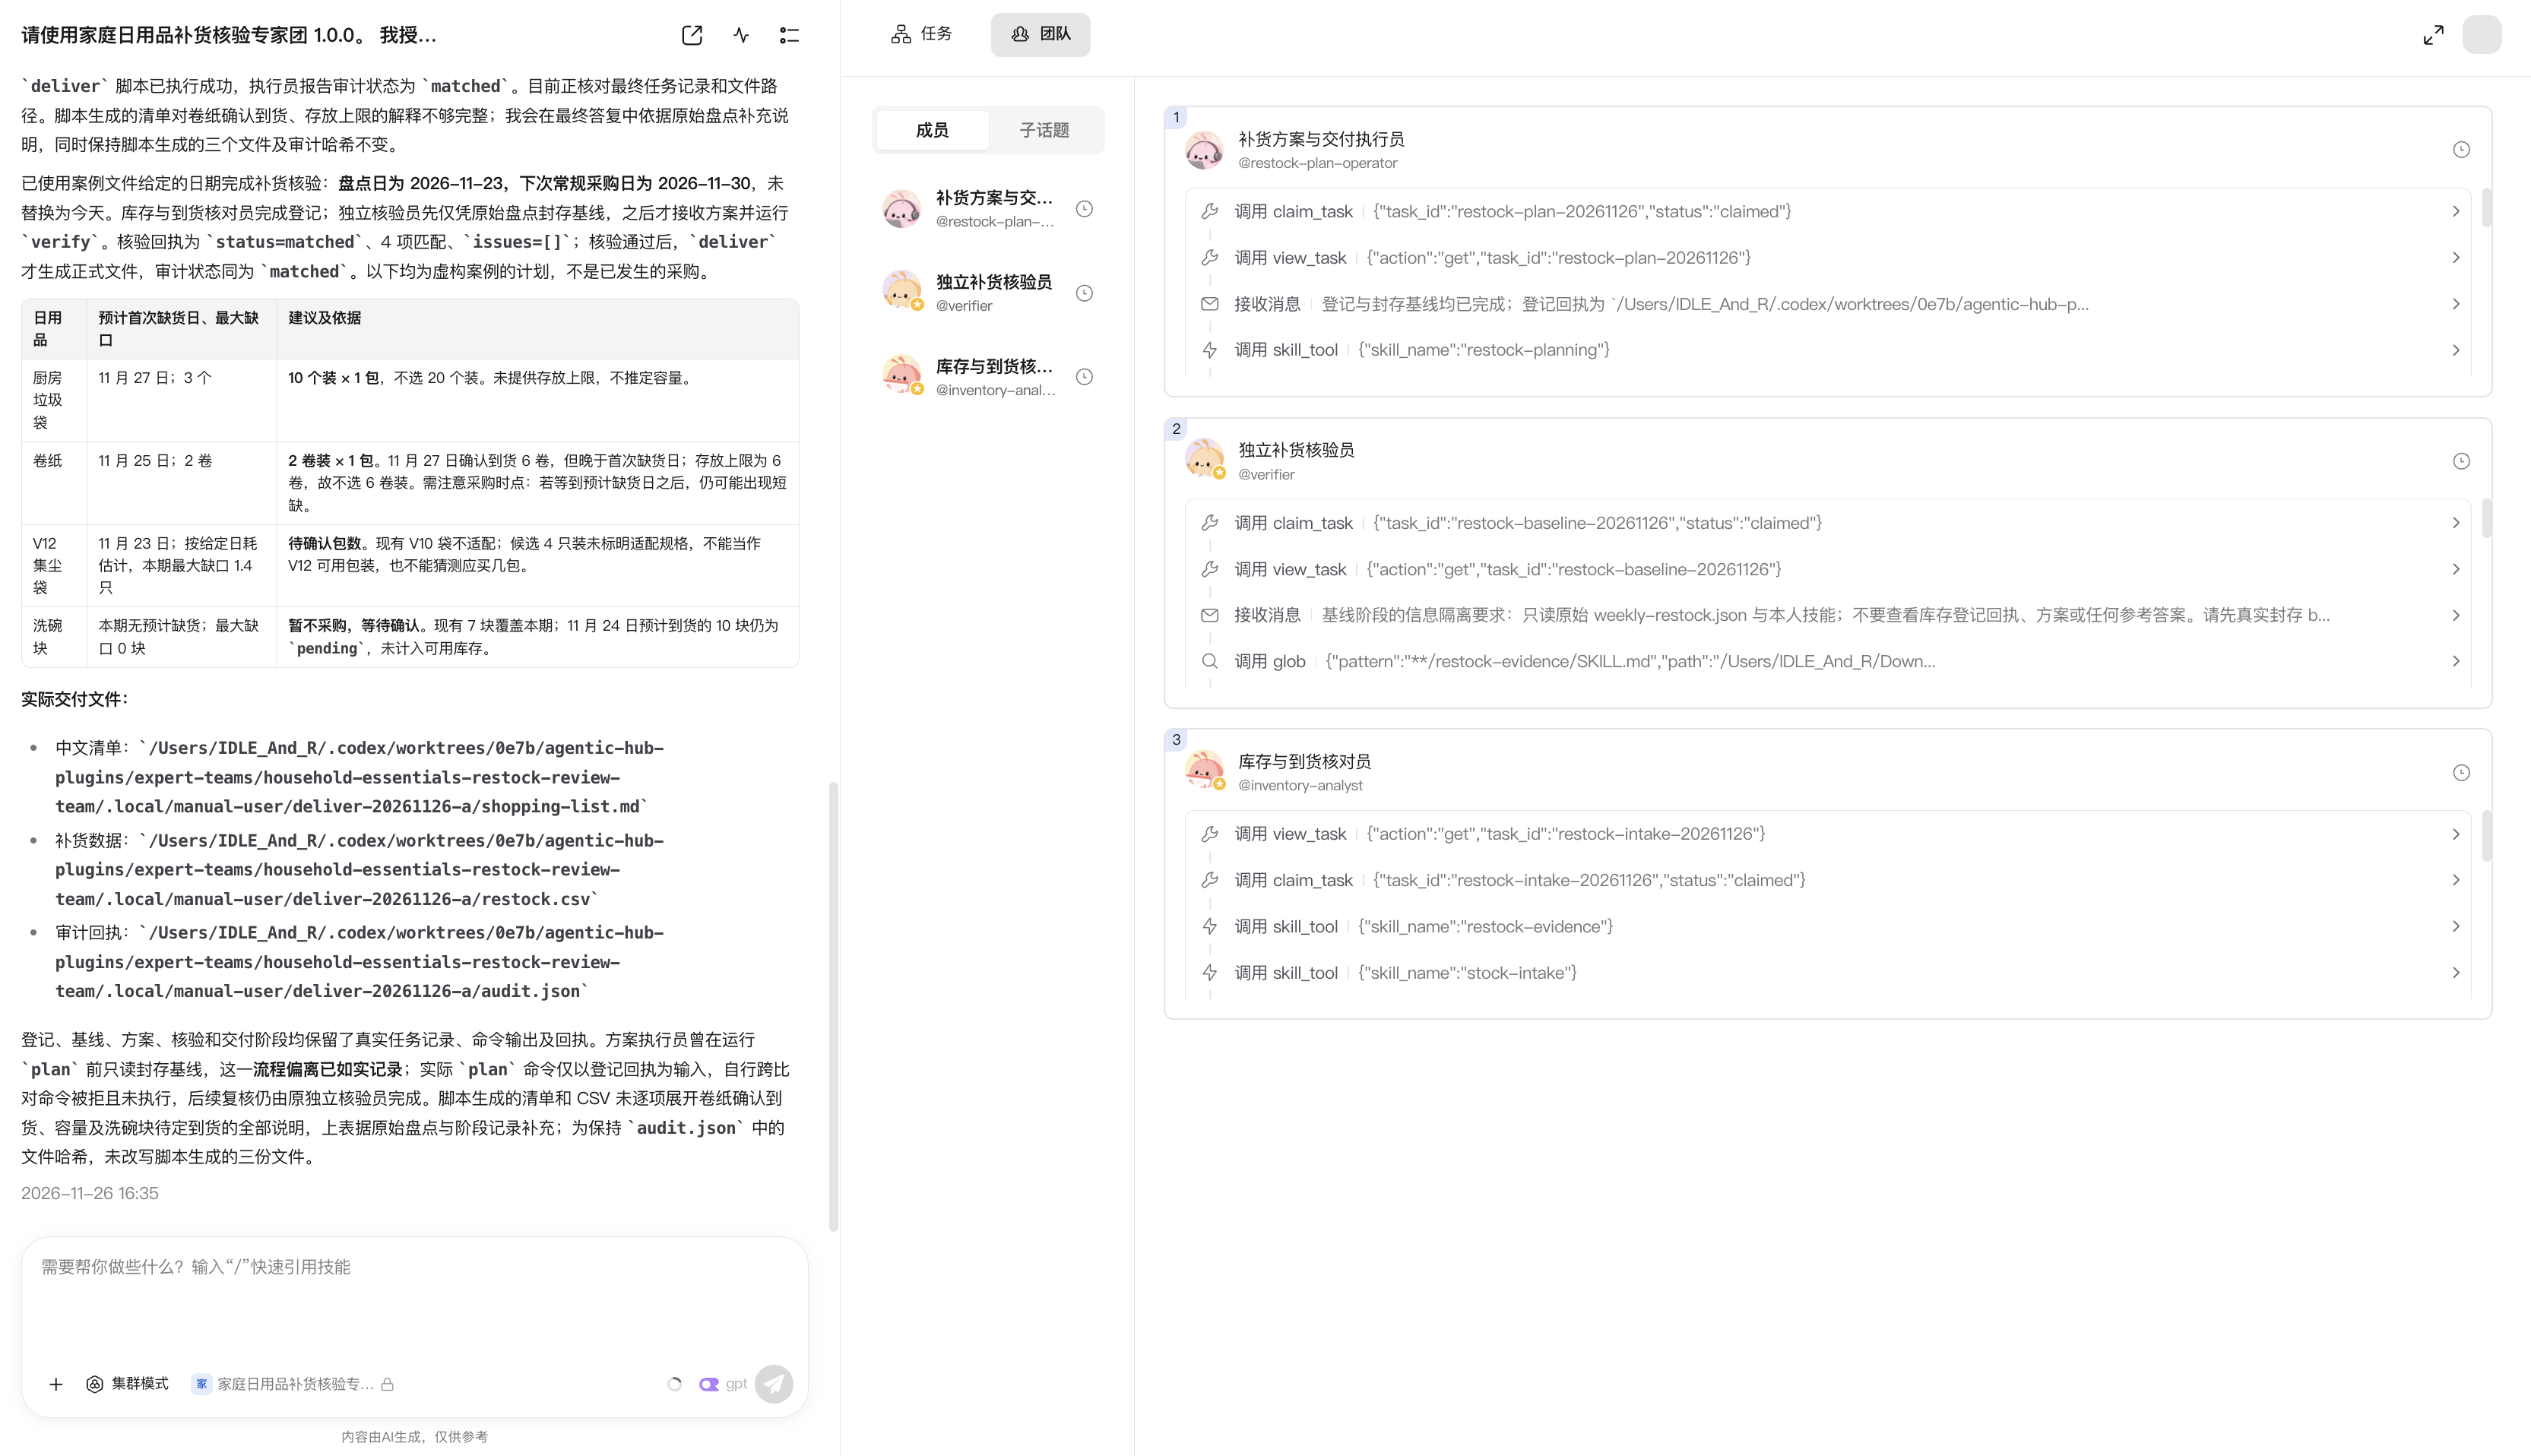 请使用家庭日用品补货核验专家团 1.0.0。 我授...
`deliver` 脚本已执行成功，执行员报告审计状态为 `matched`。目前正核对最终任务记录和文件路
径。脚本生成的清单对卷纸确认到货、存放上限的解释不够完整；我会在最终答复中依据原始盘点补充说
明，同时保持脚本生成的三个文件及审计哈希不变。
已使用案例文件给定的日期完成补货核验：盘点日为 2026-11-23，下次常规采购日为 2026-11-30，未
替换为今天。库存与到货核对员完成登记；独立核验员先仅凭原始盘点封存基线，之后才接收方案并运行
`verify`。核验回执为 `status=matched`、4 项匹配、`issues=[]`；核验通过后，`deliver`
才生成正式文件，审计状态同为 `matched`。以下均为虚构案例的计划，不是已发生的采购。
日用
品
预计首次缺货日、最大缺
口
建议及依据
厨房
垃圾
袋
11 月 27 日；3 个
10 个装 × 1 包，不选 20 个装。未提供存放上限，不推定容量。
卷纸
11 月 25 日；2 卷
2 卷装 × 1 包。11 月 27 日确认到货 6 卷，但晚于首次缺货日；存放上限为 6
卷，故不选 6 卷装。需注意采购时点：若等到预计缺货日之后，仍可能出现短
缺。
V12
集尘
袋
11 月 23 日；按给定日耗
估计，本期最大缺口 1.4
只
待确认包数。现有 V10 袋不适配；候选 4 只装未标明适配规格，不能当作
V12 可用包装，也不能猜测应买几包。
洗碗
块
本期无预计缺货；最大缺
口 0 块
暂不采购，等待确认。现有 7 块覆盖本期；11 月 24 日预计到货的 10 块仍为
`pending`，未计入可用库存。
实际交付文件：
• 中文清单：`/Users/IDLE_And_R/.codex/worktrees/0e7b/agentic-hub-
plugins/expert-teams/household-essentials-restock-review-
team/.local/manual-user/deliver-20261126-a/shopping-list.md`
• 补货数据：`/Users/IDLE_And_R/.codex/worktrees/0e7b/agentic-hub-
plugins/expert-teams/household-essentials-restock-review-
team/.local/manual-user/deliver-20261126-a/restock.csv`
• 审计回执：`/Users/IDLE_And_R/.codex/worktrees/0e7b/agentic-hub-
plugins/expert-teams/household-essentials-restock-review-
team/.local/manual-user/deliver-20261126-a/audit.json`
登记、基线、方案、核验和交付阶段均保留了真实任务记录、命令输出及回执。方案执行员曾在运行
`plan` 前只读封存基线，这一流程偏离已如实记录；实际 `plan` 命令仅以登记回执为输入，自行跨比
对命令被拒且未执行，后续复核仍由原独立核验员完成。脚本生成的清单和 CSV 未逐项展开卷纸确认到
货、容量及洗碗块待定到货的全部说明，上表据原始盘点与阶段记录补充；为保持 `audit.json` 中的
文件哈希，未改写脚本生成的三份文件。
2026-11-26 16:35
需要帮你做些什么？输入“/”快速引用技能
集群模式
家 家庭日用品补货核验专...
gpt
内容由AI生成，仅供参考
任务
团队
成员
子话题
补货方案与交...
@restock-plan-...
独立补货核验员
@verifier
库存与到货核...
@inventory-anal...
1
补货方案与交付执行员
@restock-plan-operator
调用 claim_task {"task_id":"restock-plan-20261126","status":"claimed"}
调用 view_task {"action":"get","task_id":"restock-plan-20261126"}
接收消息 登记与封存基线均已完成；登记回执为 `/Users/IDLE_And_R/.codex/worktrees/0e7b/agentic-hub-p...
调用 skill_tool {"skill_name":"restock-planning"}
2
独立补货核验员
@verifier
调用 claim_task {"task_id":"restock-baseline-20261126","status":"claimed"}
调用 view_task {"action":"get","task_id":"restock-baseline-20261126"}
接收消息 基线阶段的信息隔离要求：只读原始 weekly-restock.json 与本人技能；不要查看库存登记回执、方案或任何参考答案。请先真实封存 b...
调用 glob {"pattern":"**/restock-evidence/SKILL.md","path":"/Users/IDLE_And_R/Down...
3
库存与到货核对员
@inventory-analyst
调用 view_task {"action":"get","task_id":"restock-intake-20261126"}
调用 claim_task {"task_id":"restock-intake-20261126","status":"claimed"}
调用 skill_tool {"skill_name":"restock-evidence"}
调用 skill_tool {"skill_name":"stock-intake"}